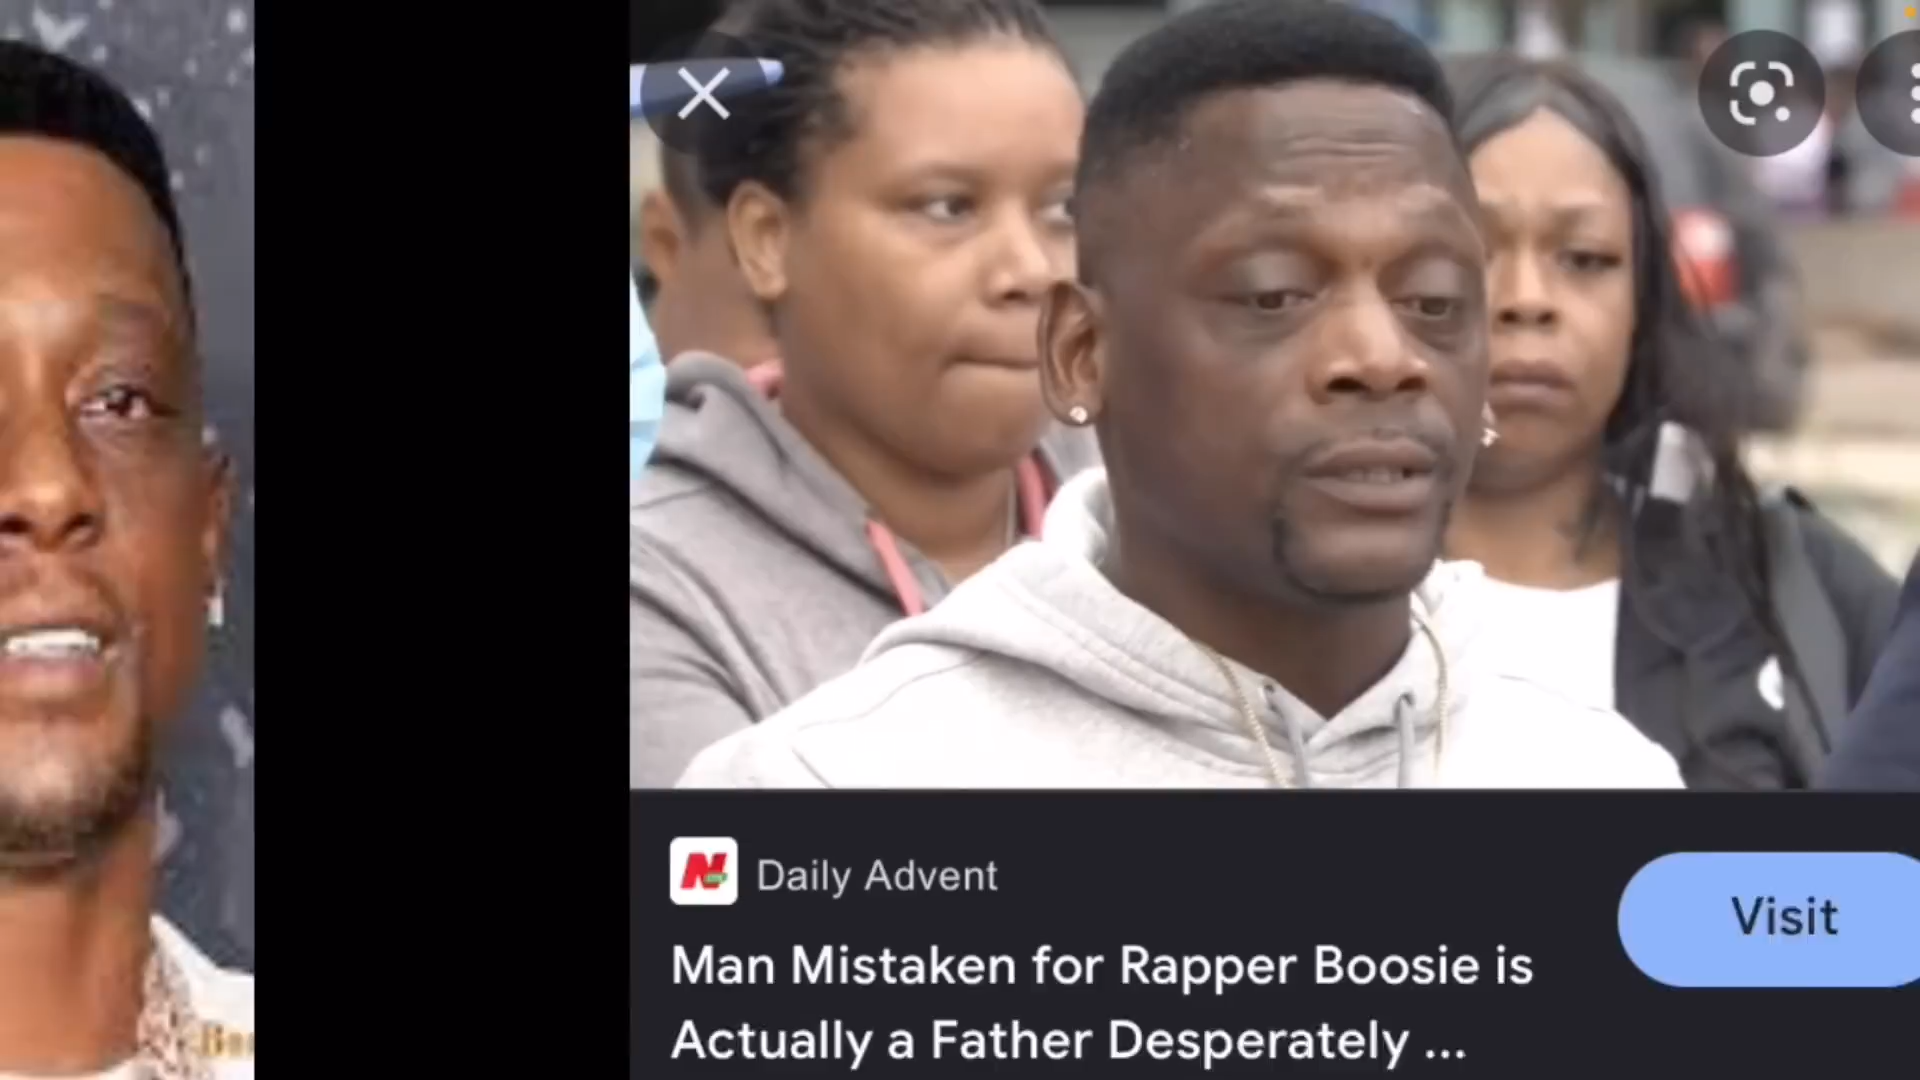 Daily Advent
Visit
Man Mistaken for Rapper Boosie is
Actually a Father Desperately ...